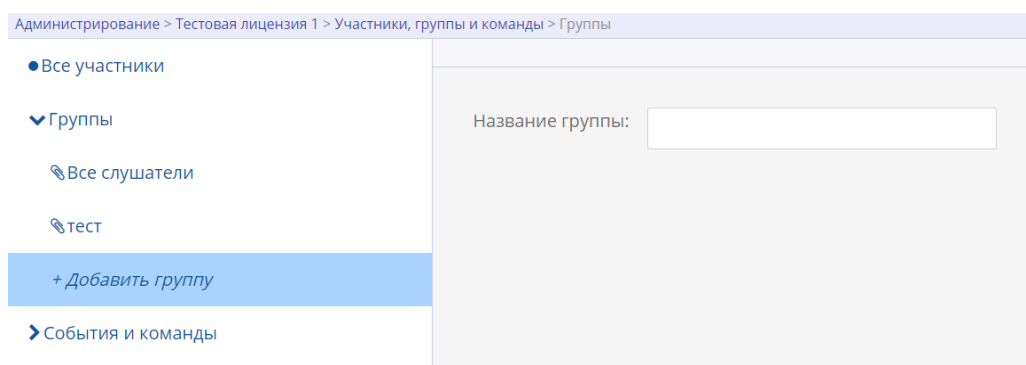 Администрирование > Тестовая лицензия 1 > Участники, группы и команды > Группы
Все участники
Группы
Название группы:
Все слушатели
тест
+ Добавить группу
События и команды